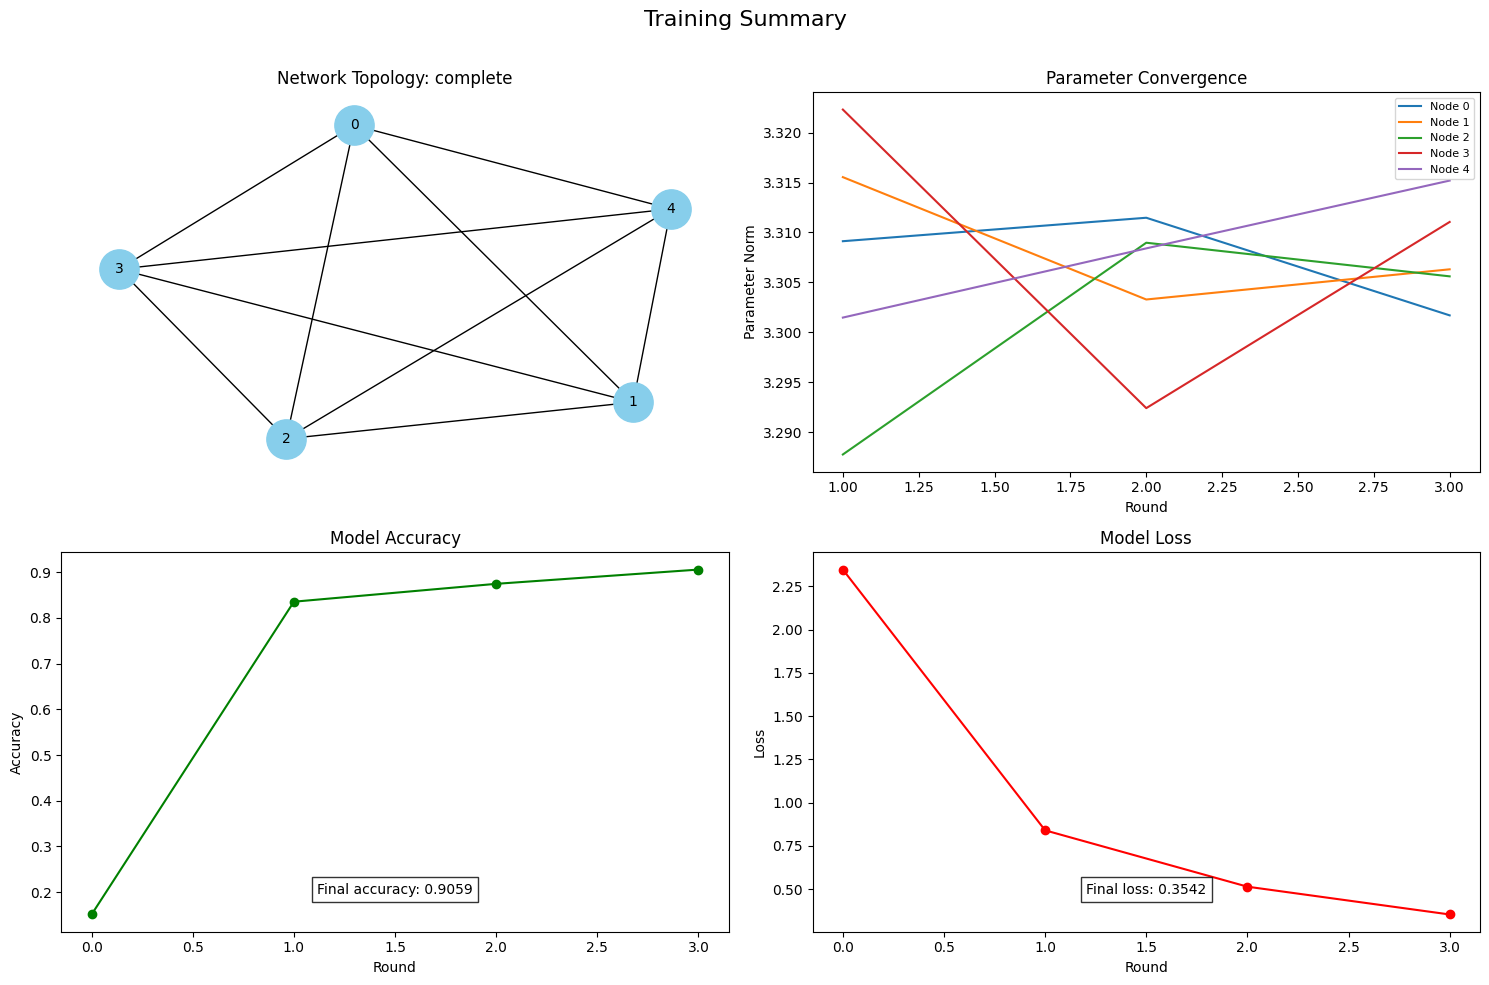 Training Summary
Network Topology: complete
0
4
3
1
2
Parameter Convergence
Node 0
Node 1
Node 2
Node 3
Node 4
3.320
3.315
3.310
3.305
3.300
3.295
3.290
Parameter Norm
1.00 1.25 1.50 1.75 2.00 2.25 2.50 2.75 3.00
Round
Model Accuracy
0.9
0.8
0.7
0.6
0.5
0.4
0.3
0.2
Accuracy
Final accuracy: 0.9059
0.0 0.5 1.0 1.5 2.0 2.5 3.0
Round
Model Loss
2.25
2.00
1.75
1.50
1.25
1.00
0.75
0.50
Loss
Final loss: 0.3542
0.0 0.5 1.0 1.5 2.0 2.5 3.0
Round